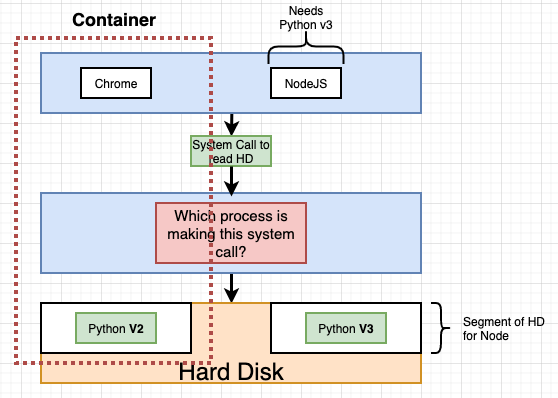 Container
Needs
Python v3
Chrome
NodeJS
System Call to
read HD
Which process is
making this system
call?
Python V2
Python V3
Segment of HD
for Node
Hard Disk